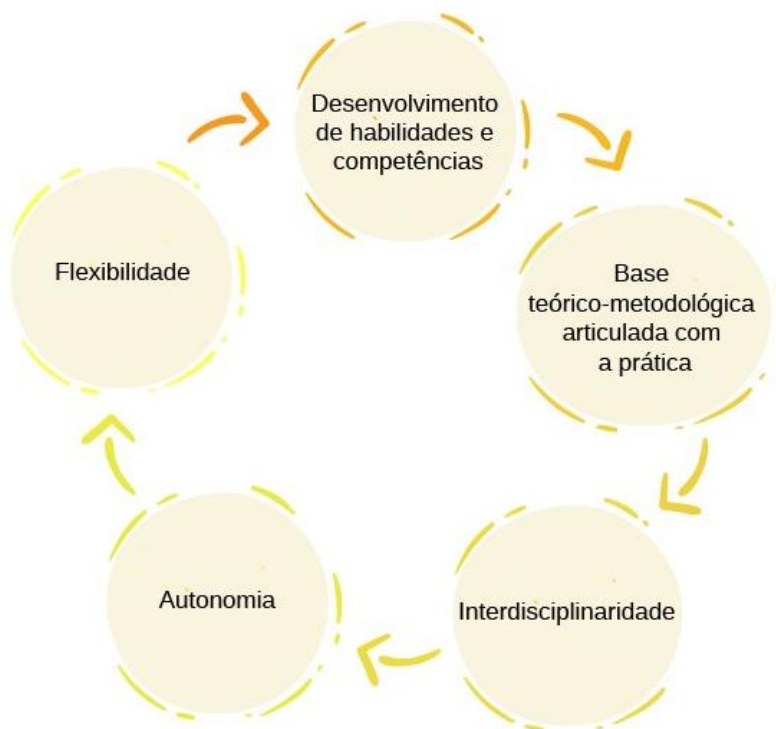 Desenvolvimento
de habilidades e
competências
Base
teórico-metodológica
articulada com
a prática
Interdisciplinaridade
Autonomia
Flexibilidade